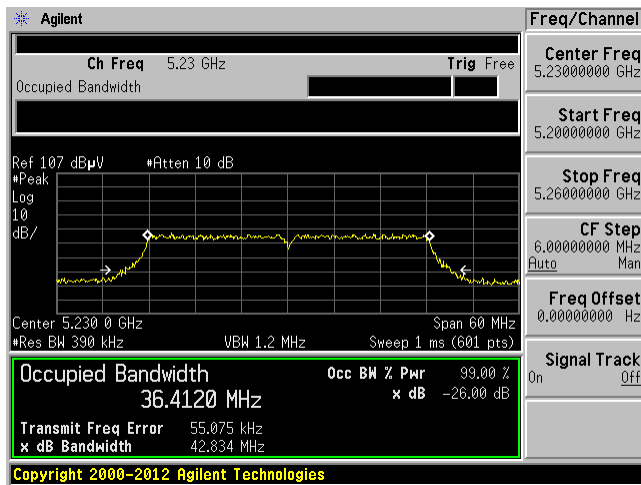 Agilent
Freq/Channel
Ch Freq 5.23 GHz Trig Free
Occupied Bandwidth
Center Freq
5.23000000 GHz
Start Freq
5.20000000 GHz
Stop Freq
5.26000000 GHz
CF Step
6.00000000 MHz
Auto Man
Freq Offset
0.00000000 Hz
Signal Track
On Off
Ref 107 dBµV #Atten 10 dB
#Peak
Log
10
dB/
Center 5.230 0 GHz Span 60 MHz
#Res BW 390 kHz VBW 1.2 MHz Sweep 1 ms (601 pts)
Occupied Bandwidth Occ BW % Pwr 99.00 %
36.4120 MHz x dB -26.00 dB
Transmit Freq Error 55.075 kHz
x dB Bandwidth 42.834 MHz
Copyright 2000-2012 Agilent Technologies